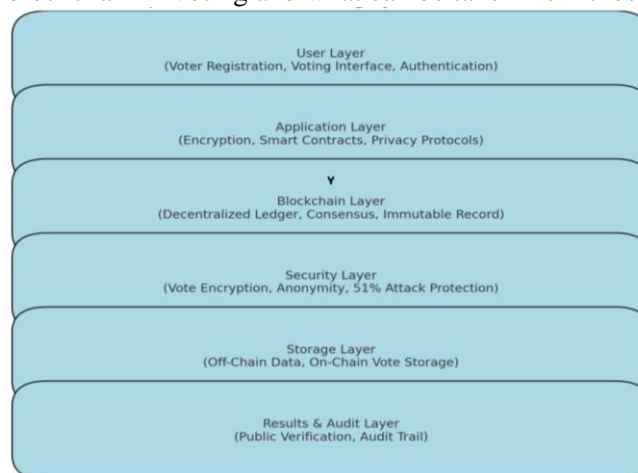 User Layer
(Voter Registration, Voting Interface, Authentication)
Application Layer
(Encryption, Smart Contracts, Privacy Protocols)
Blockchain Layer
(Decentralized Ledger, Consensus, Immutable Record)
Security Layer
(Vote Encryption, Anonymity, 51% Attack Protection)
Storage Layer
(Off-Chain Data, On-Chain Vote Storage)
Results & Audit Layer
(Public Verification, Audit Trail)